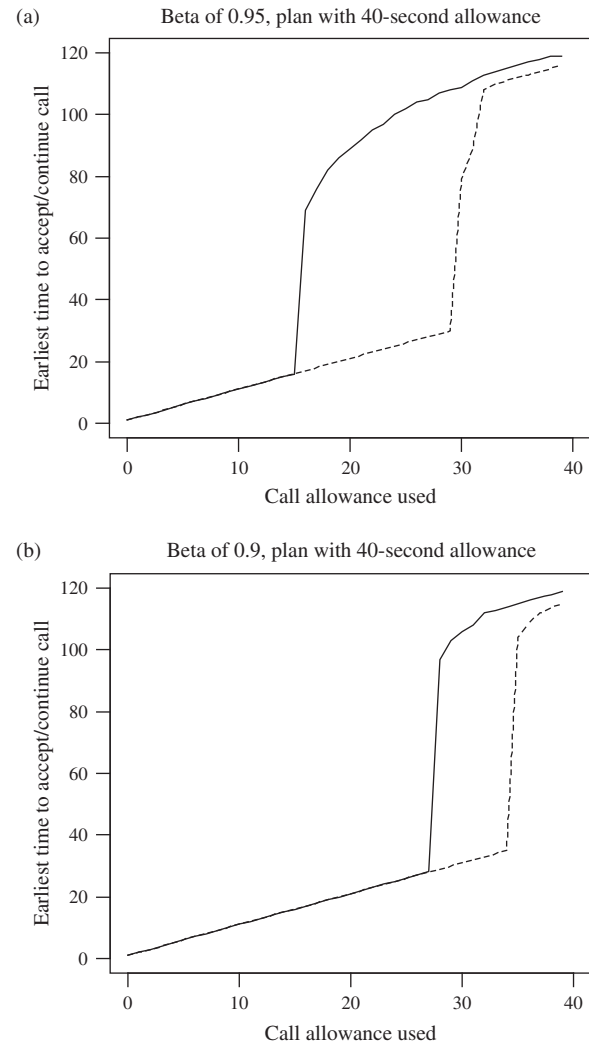 (a)
Beta of 0.95, plan with 40-second allowance
Earliest time to accept/continue call
120
100
80
60
40
20
0
0 10 20 30 40
Call allowance used
(b)
Beta of 0.9, plan with 40-second allowance
Earliest time to accept/continue call
120
100
80
60
40
20
0
0 10 20 30 40
Call allowance used